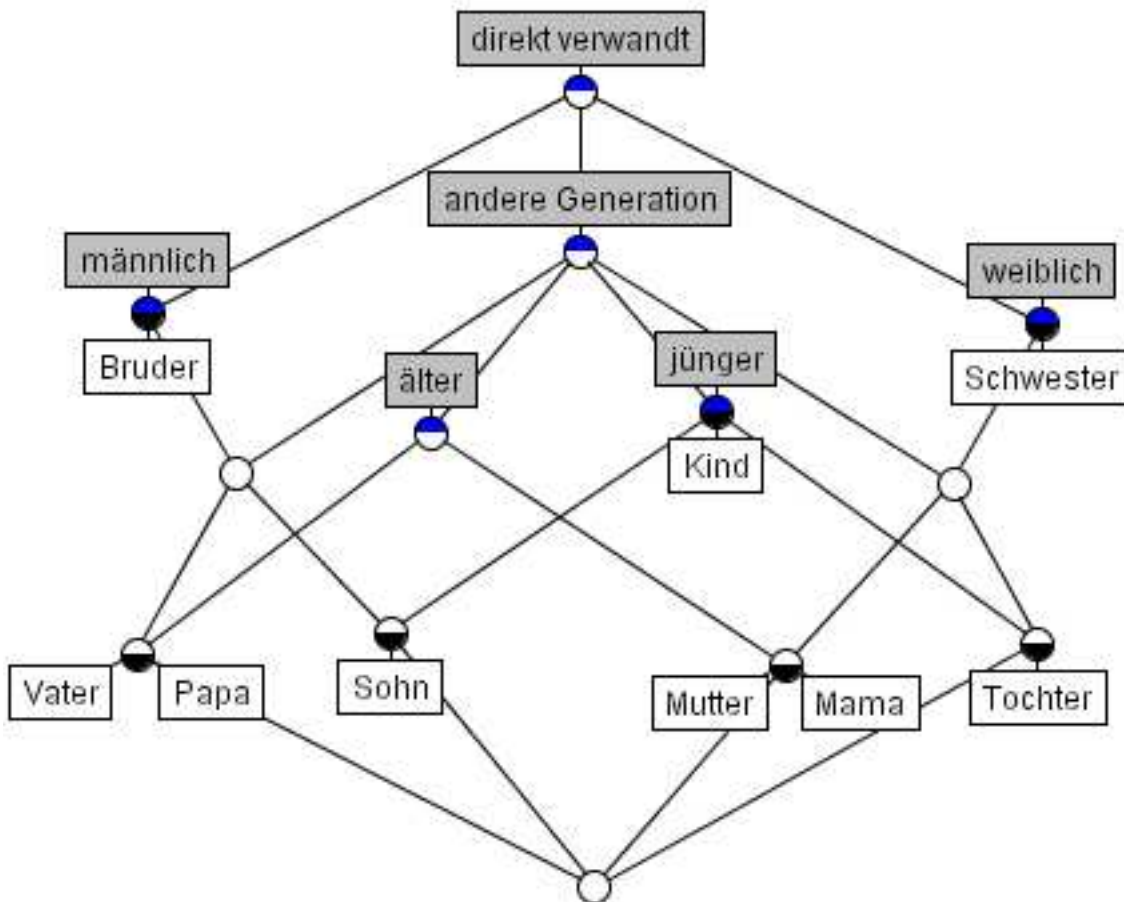 direkt verwandt
andere Generation
männlich
weiblich
Bruder
älter
jünger
Schwester
Kind
Vater
Papa
Sohn
Mutter
Mama
Tochter